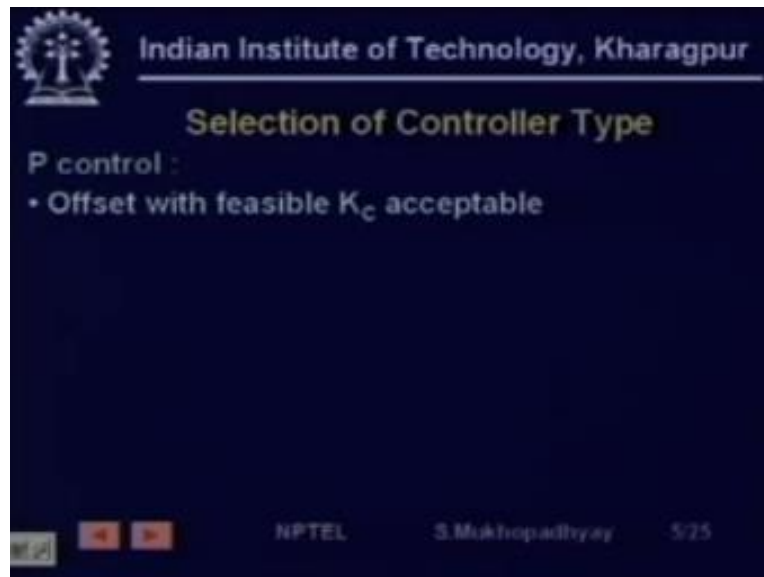 Indian Institute of Technology, Kharagpur
Selection of Controller Type
P control :
• Offset with feasible Kc acceptable
NPTEL S.Mukhopadhyay 5/25